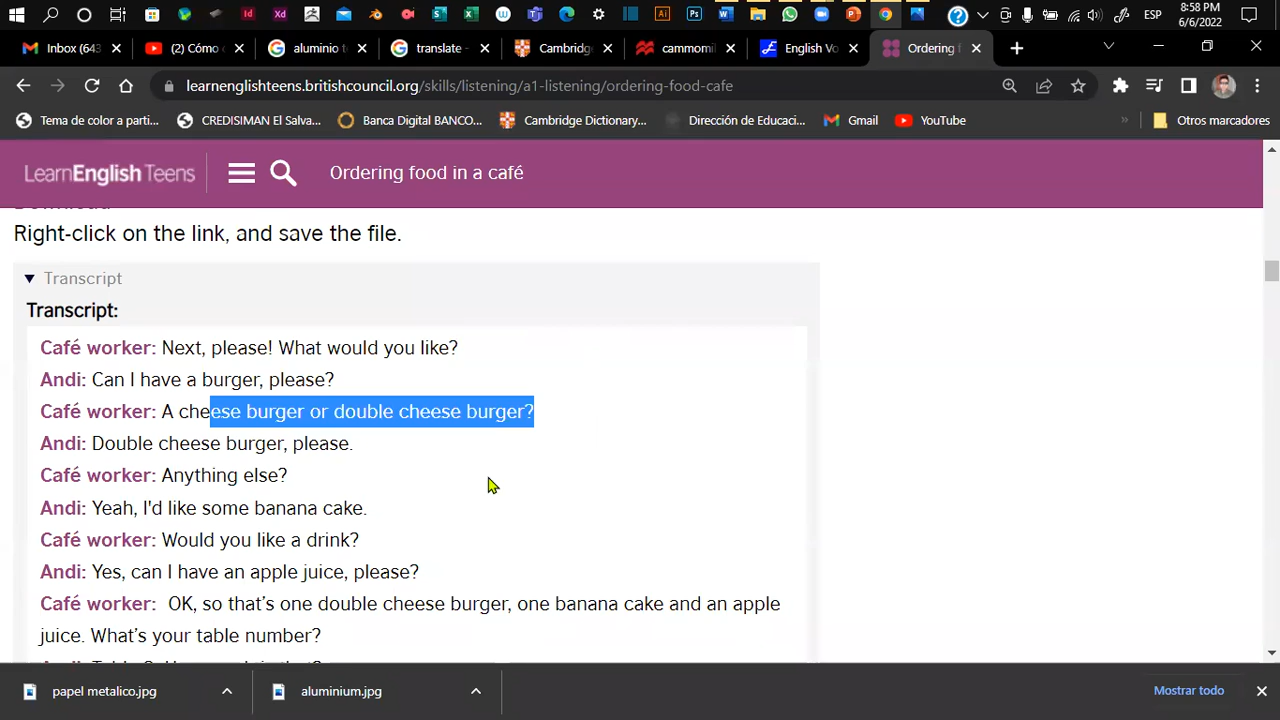 8:58 PM
ESP
6/6/2022
Inbox (643
(2) Cómo
aluminio t
translate -
Cambridg
cammomi
English Vo
Ordering f
learnenglishteens.britishcouncil.org/skills/listening/a1-listening/ordering-food-cafe
Tema de color a parti...
CREDISIMAN El Salva...
Banca Digital BANCO...
Cambridge Dictionary...
Dirección de Educaci...
Gmail
YouTube
»
Otros marcadores
LearnEnglish Teens
Ordering food in a café
Download
Right-click on the link, and save the file.
Transcript
Transcript:
Café worker: Next, please! What would you like?
Andi: Can I have a burger, please?
Café worker: A cheese burger or double cheese burger?
Andi: Double cheese burger, please.
Café worker: Anything else?
Andi: Yeah, I'd like some banana cake.
Café worker: Would you like a drink?
Andi: Yes, can I have an apple juice, please?
Café worker: OK, so that's one double cheese burger, one banana cake and an apple
juice. What's your table number?
papel metalico.jpg
aluminium.jpg
Mostrar todo